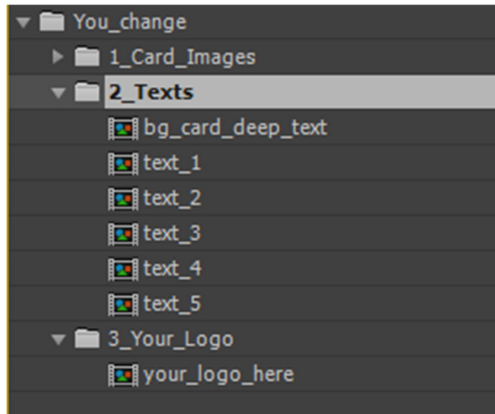 You_change
1_Card_Images
2_Texts
bg_card_deep_text
text_1
text_2
text_3
text_4
text_5
3_Your_Logo
your_logo_here